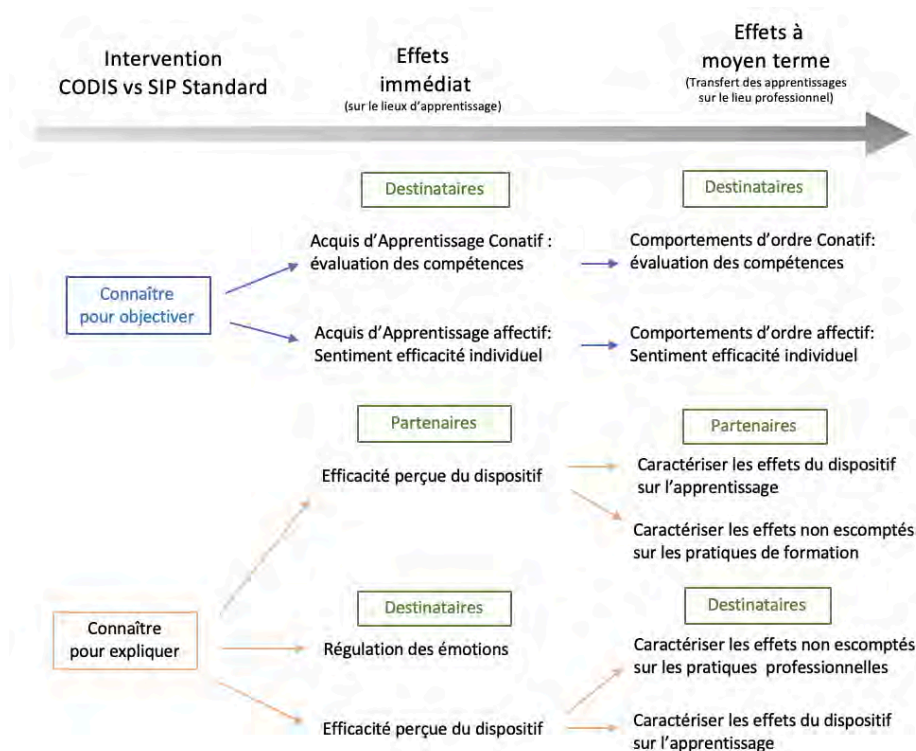 Intervention
CODIS vs SIP Standard
Effets
immédiat
(sur le lieux d'apprentissage)
Effets à
moyen terme
(Transfert des apprentissages
sur le lieu professionnel)
Destinataires
Destinataires
Connaître
pour objectiver
Acquis d'Apprentissage Conatif :
évaluation des compétences
Comportements d'ordre Conatif:
évaluation des compétences
Acquis d'Apprentissage affectif:
Sentiment efficacité individuel
Comportements d'ordre affectif:
Sentiment efficacité individuel
Partenaires
Partenaires
Efficacité perçue du dispositif
Caractériser les effets du dispositif
sur l'apprentissage
Caractériser les effets non escomptés
sur les pratiques de formation
Connaître
pour expliquer
Destinataires
Destinataires
Régulation des émotions
Caractériser les effets non escomptés
sur les pratiques  professionnelles
Efficacité perçue du dispositif
Caractériser les effets du dispositif
sur l'apprentissage